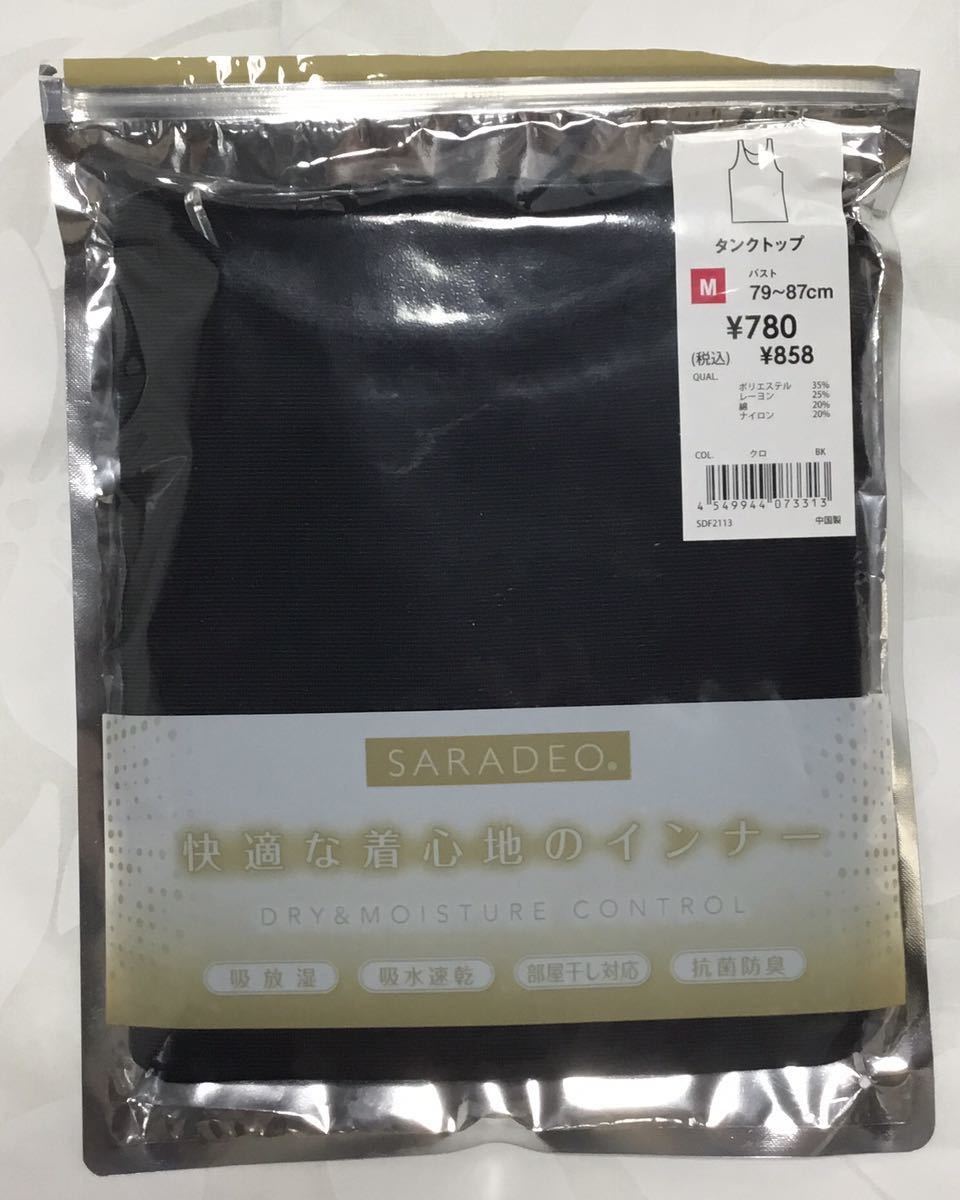 タンクトップ
M バスト
79〜87cm
¥780
(税込) ¥858
QUAL.
ポリエステル 35%
レーヨン 25%
綿 20%
ナイロン 20%
COL. クロ BK
4 549944 073313
SDF2113 中国製
SARADEO®
快適な着心地のインナー
DRY&MOISTURE CONTROL
吸放湿 吸水速乾 部屋干し対応 抗菌防臭